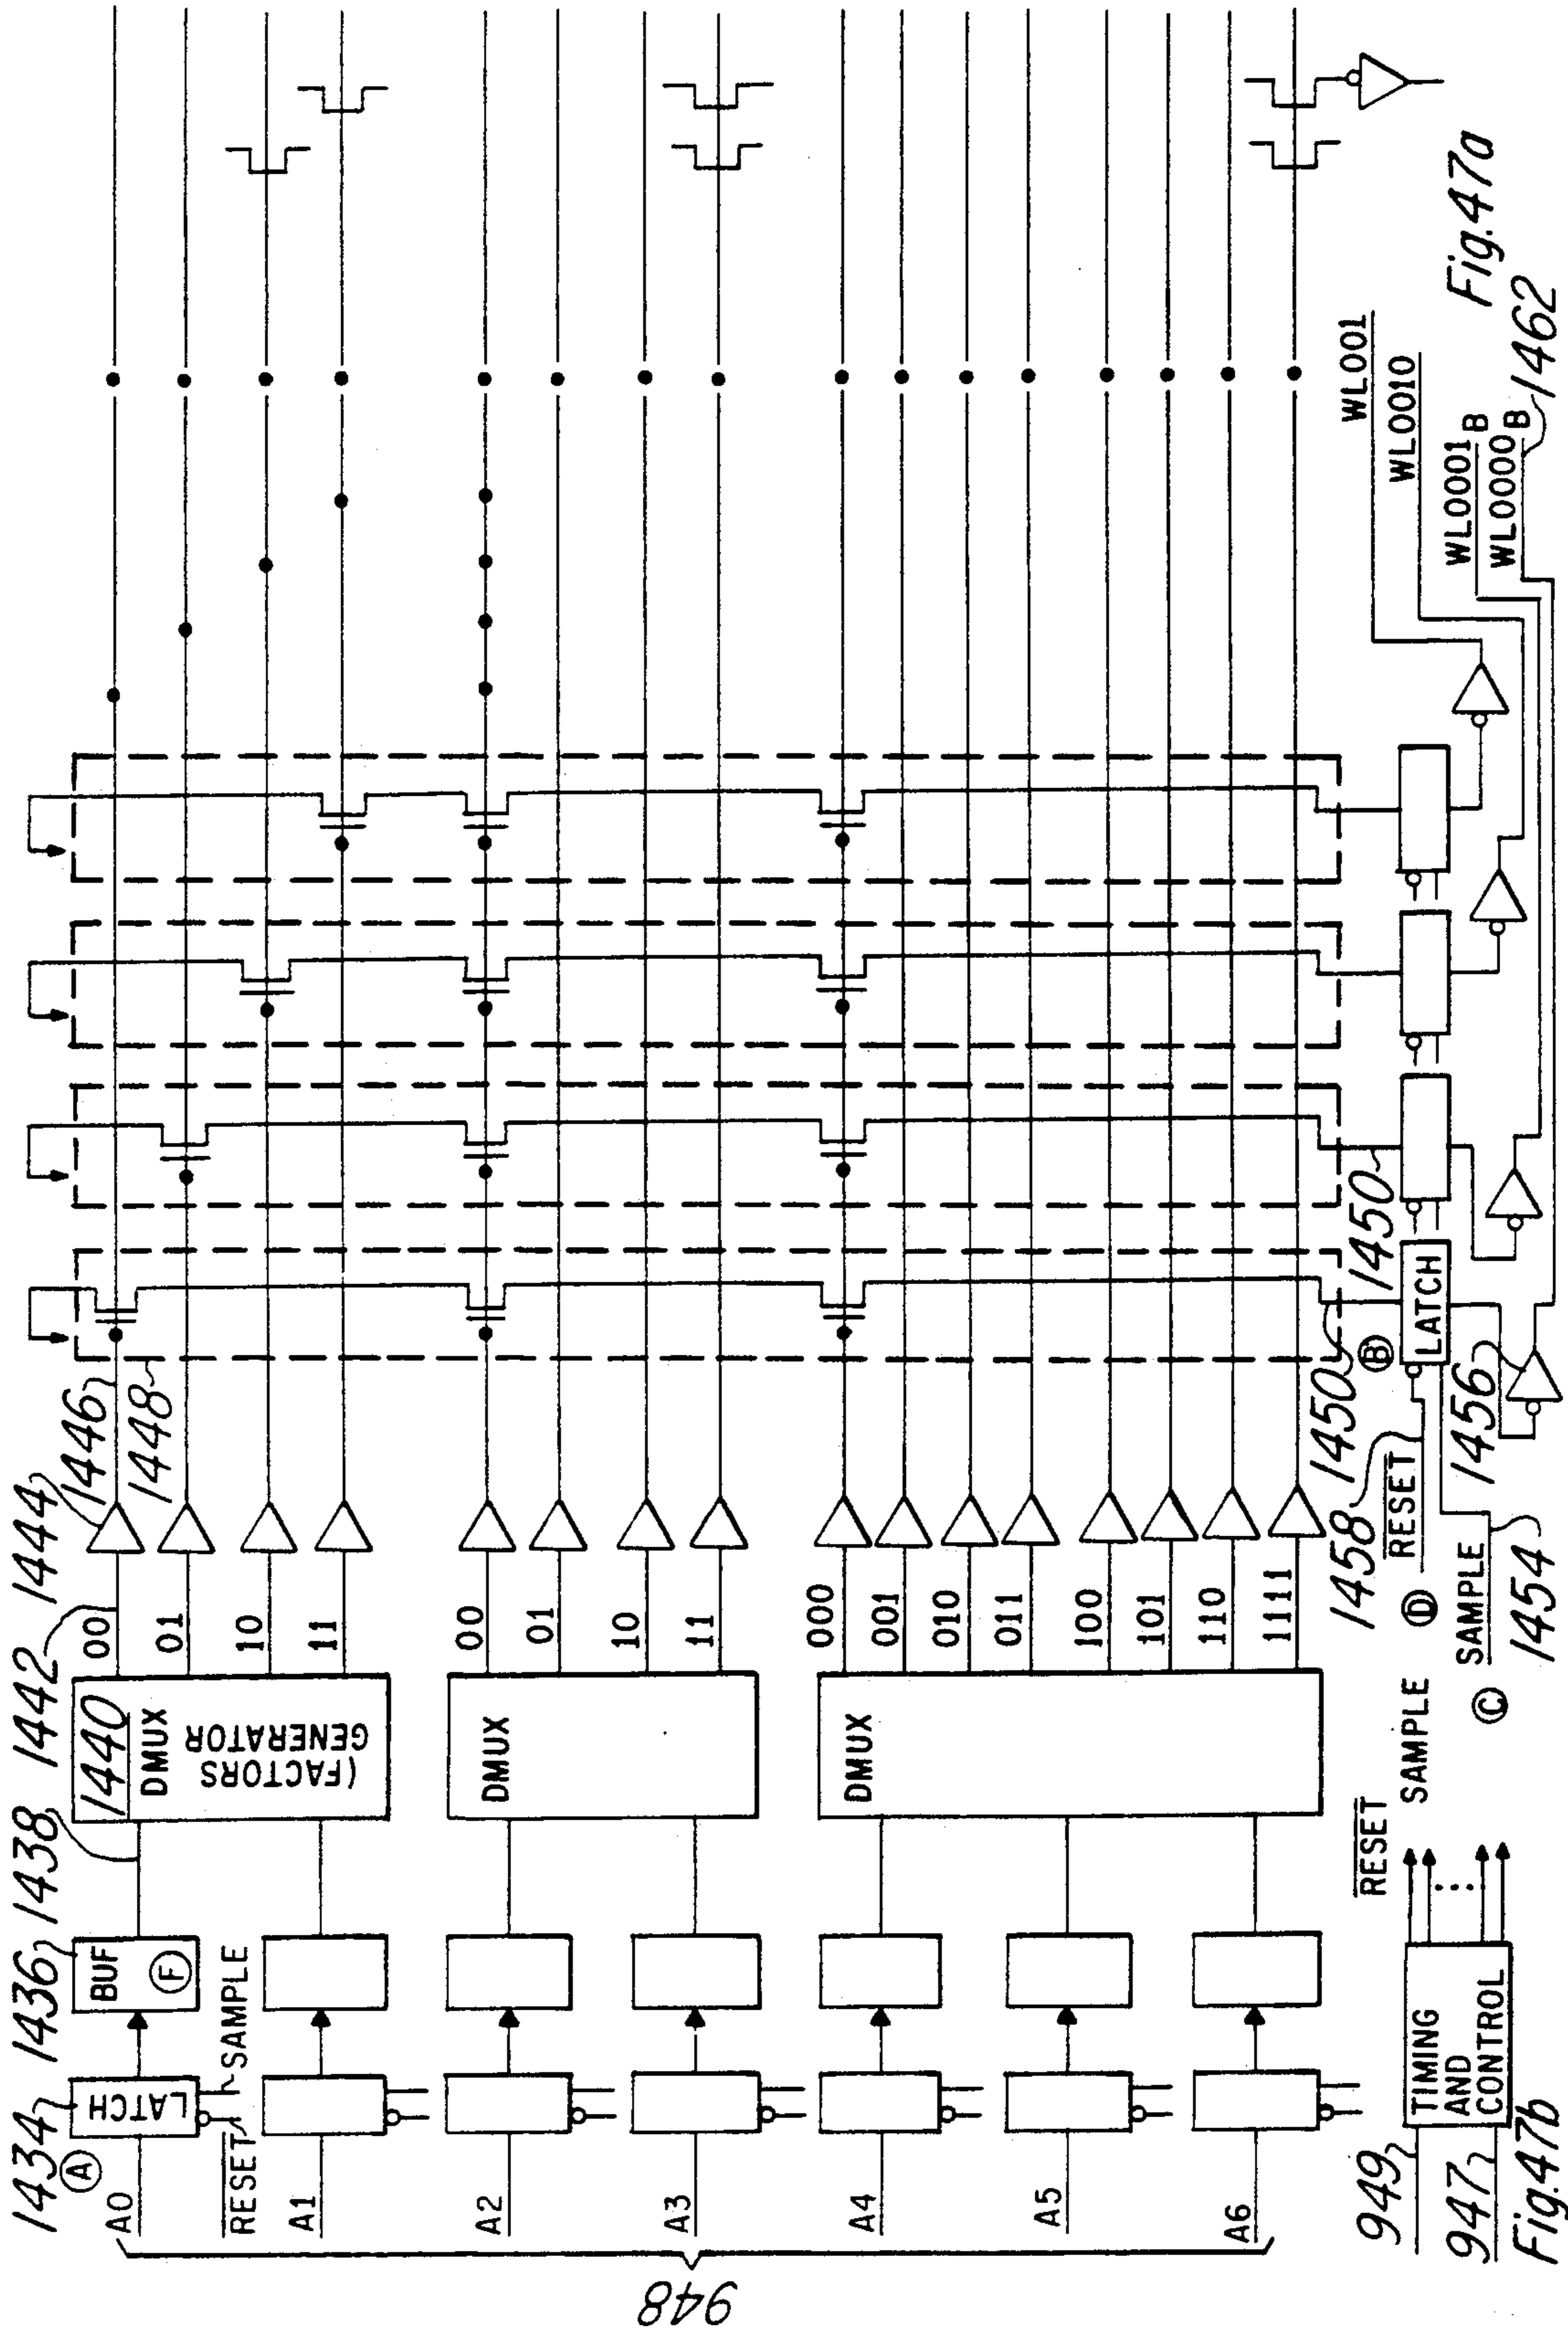 1434
1436
1438
1442
1444
1446
1448
A
A0
LATCH
RESET
SAMPLE
BUF
F
1440
DMUX
(FACTORS
GENERATOR
00
01
10
11
A1
A2
A3
DMUX
00
01
10
11
948
A4
A5
A6
DMUX
000
001
010
011
100
101
110
1111
1450
1450
B
LATCH
1458
D
RESET
C
SAMPLE
1454
1456
WL001
WL0010
WL0001 B
WL0000 B
1462
Fig.47a
949
947
TIMING
AND
CONTROL
RESET
SAMPLE
Fig.47b